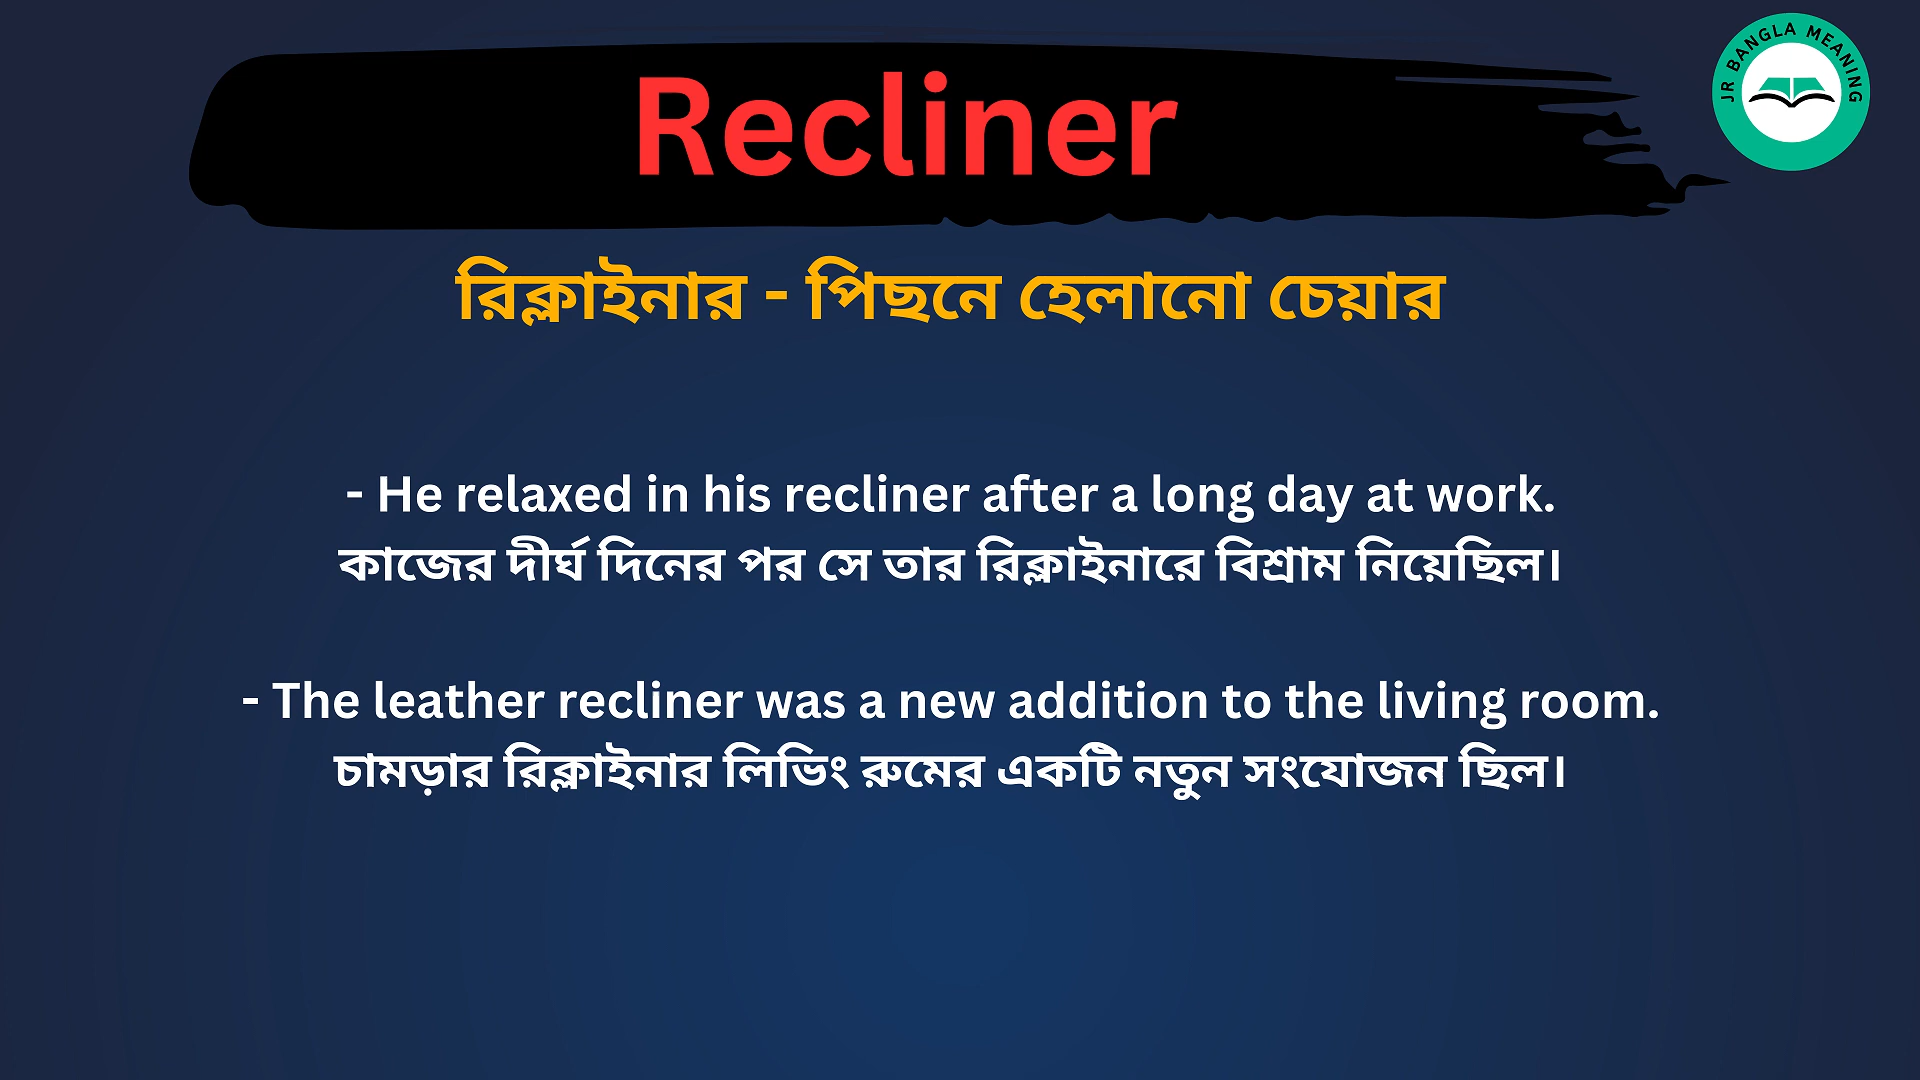 Recliner
JR BANGLA MEANING
রিক্লাইনার - পিছনে হেলানো চেয়ার
- He relaxed in his recliner after a long day at work.
কাজের দীর্ঘ দিনের পর সে তার রিক্লাইনারে বিশ্রাম নিয়েছিল।
- The leather recliner was a new addition to the living room.
চামড়ার রিক্লাইনার লিভিং রুমের একটি নতুন সংযোজন ছিল।